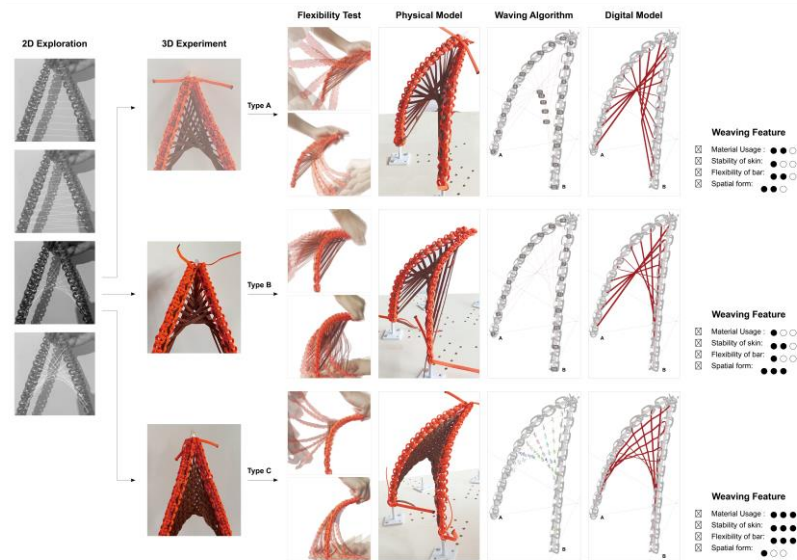 2D Exploration
3D Experiment
Flexibility Test
Physical Model
Waving Algorithm
Digital Model
Type A
A
B
A
B
Weaving Feature
Material Usage :
Stability of skin:
Flexibility of bar:
Spatial form:
Type B
A
B
A
B
Weaving Feature
Material Usage :
Stability of skin:
Flexibility of bar:
Spatial form:
Type C
A
B
A
B
Weaving Feature
Material Usage :
Stability of skin:
Flexibility of bar:
Spatial form: